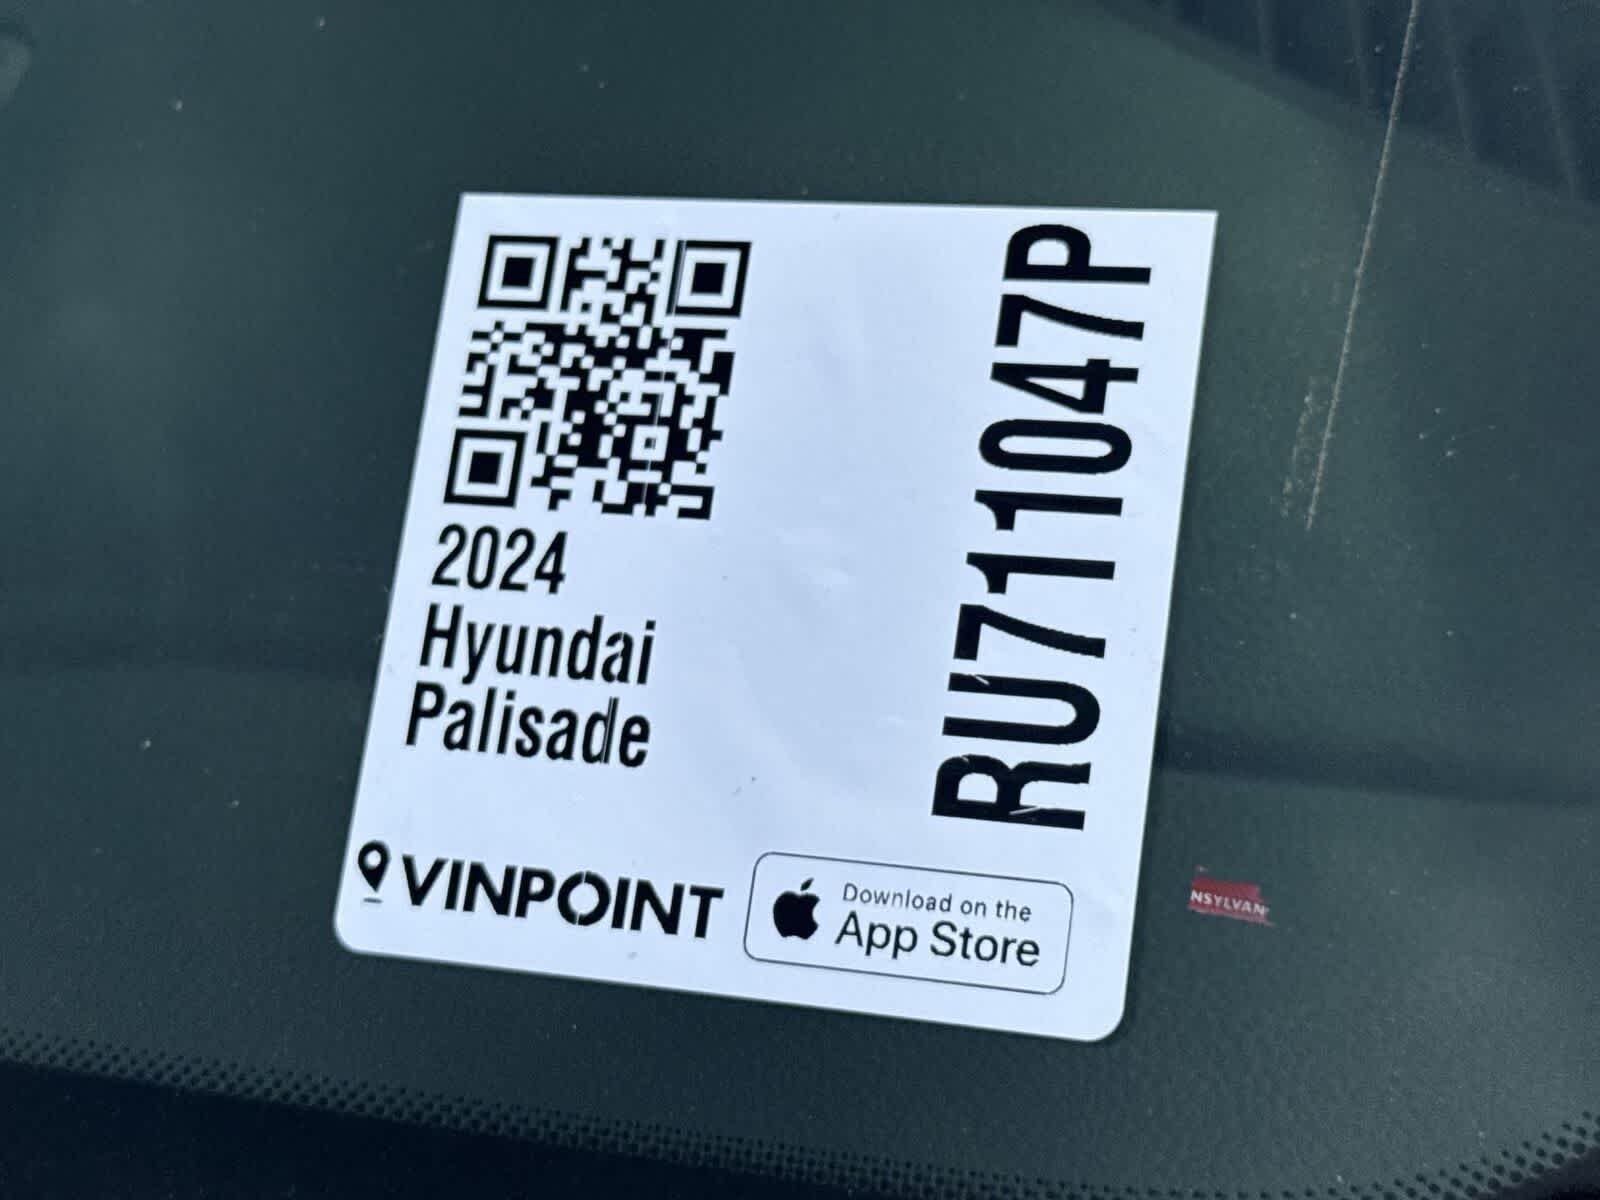 2024
Hyundai
Palisade
RU711047P
VINPOINT
Download on the
App Store
NSYLVAN